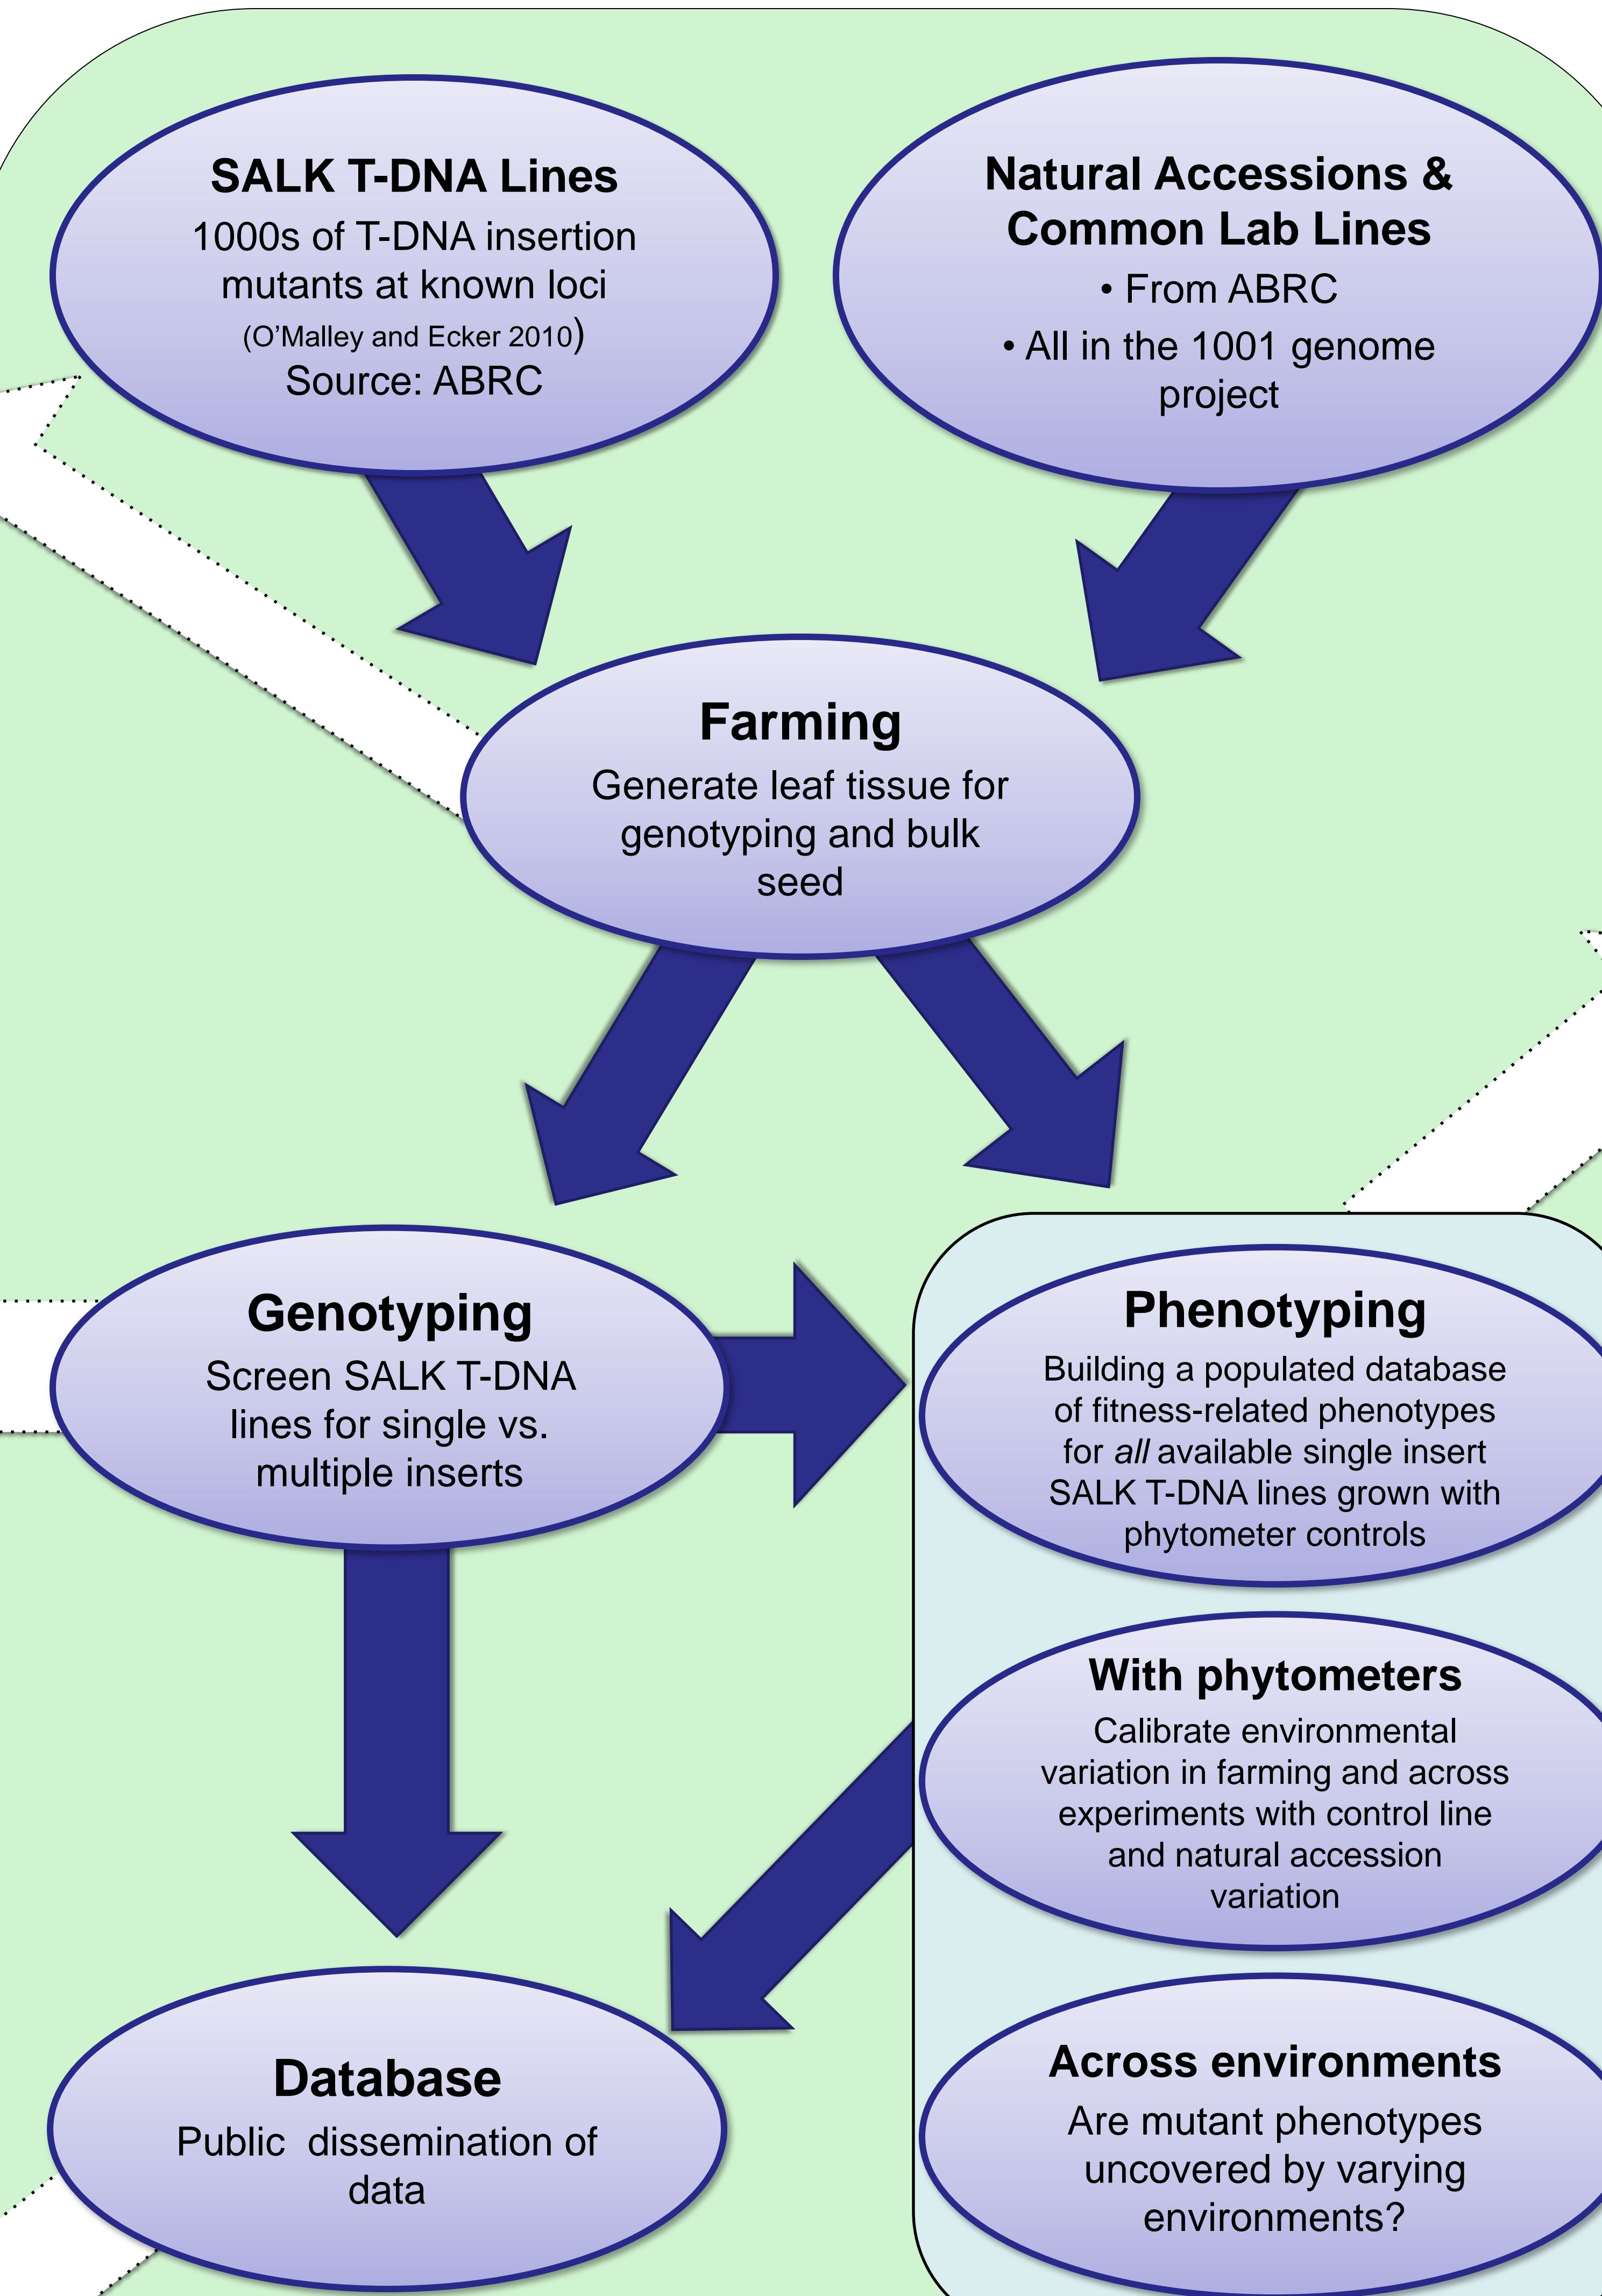 SALK T-DNA Lines
1000s of T-DNA insertion
mutants at known loci
(O’Malley and Ecker 2010)
Source: ABRC
Natural Accessions &
Common Lab Lines
• From ABRC
• All in the 1001 genome
project
Farming
Generate leaf tissue for
genotyping and bulk
seed
Genotyping
Screen SALK T-DNA
lines for single vs.
multiple inserts
Phenotyping
Building a populated database
of fitness-related phenotypes
for all available single insert
SALK T-DNA lines grown with
phytometer controls
With phytometers
Calibrate environmental
variation in farming and across
experiments with control line
and natural accession
variation
Database
Public  dissemination of
data
Across environments
Are mutant phenotypes
uncovered by varying
environments?